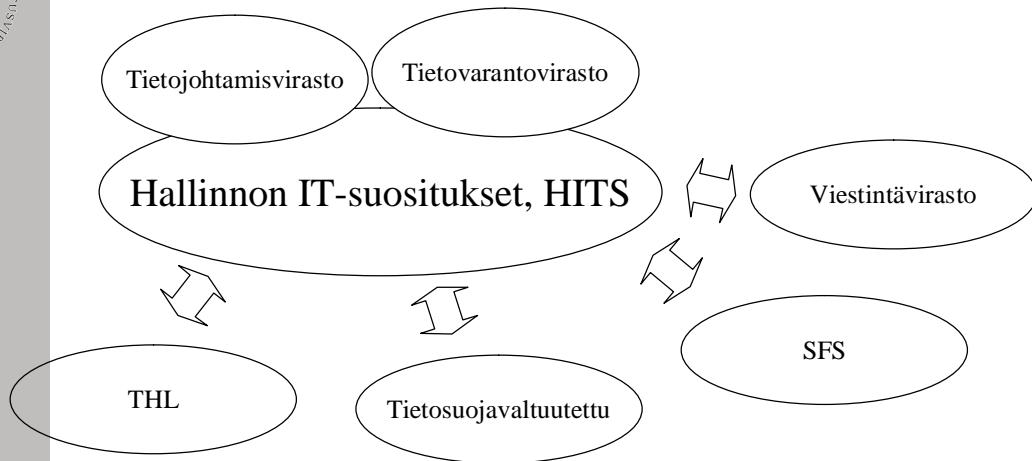 Tietojohtamisvirasto
Tietovarantovirasto
Hallinnon IT-suositukset, HITS
Viestintävirasto
SFS
THL
Tietosuojavaltuutettu